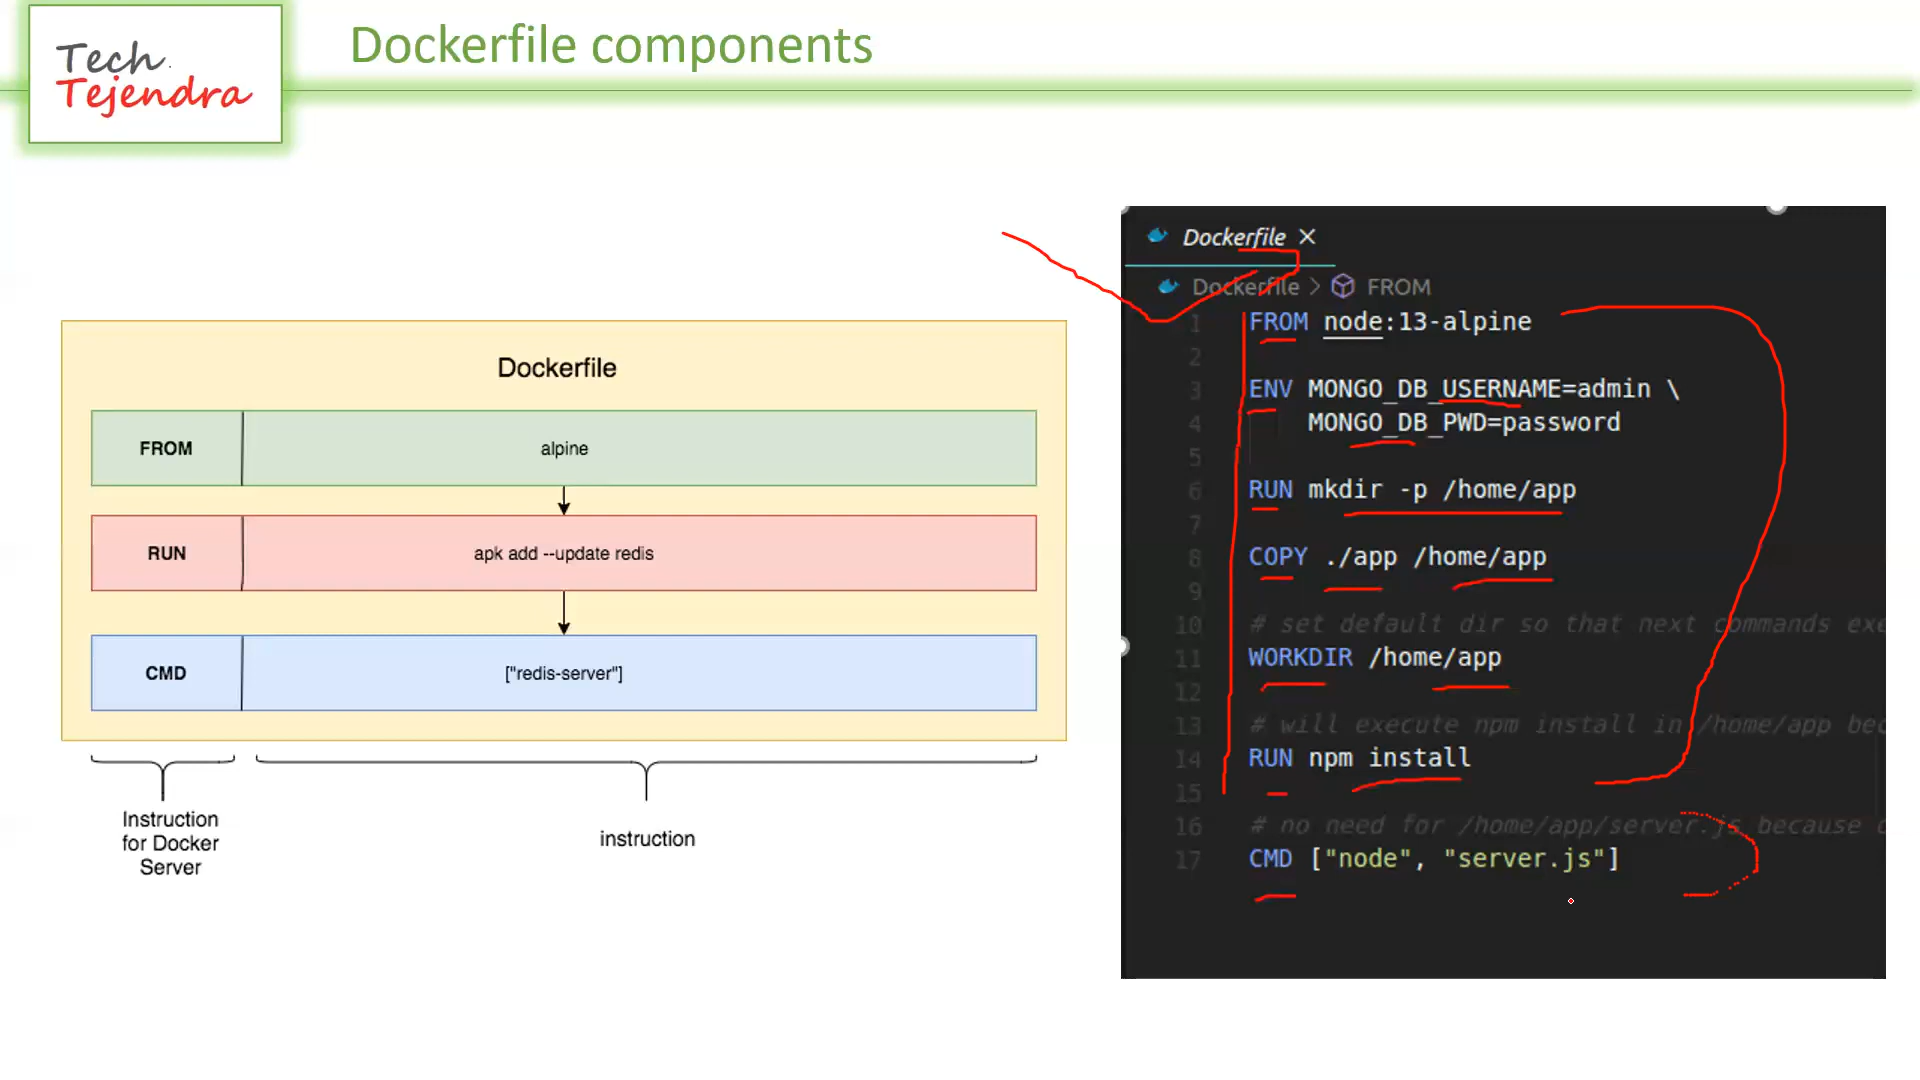 Tech
Tejendra
Dockerfile components
Dockerfile
FROM alpine
RUN apk add --update redis
CMD ["redis-server"]
Instruction
for Docker
Server
instruction
Dockerfile
Dockerfile > FROM
1 FROM node:13-alpine
2
3 ENV MONGO_DB_USERNAME=admin \
4 MONGO_DB_PWD=password
5
6 RUN mkdir -p /home/app
7
8 COPY ./app /home/app
9
10 # set default dir so that next commands exe
11 WORKDIR /home/app
12
13 # will execute npm install in /home/app bec
14 RUN npm install
15
16 # no need for /home/app/server.js because
17 CMD ["node", "server.js"]